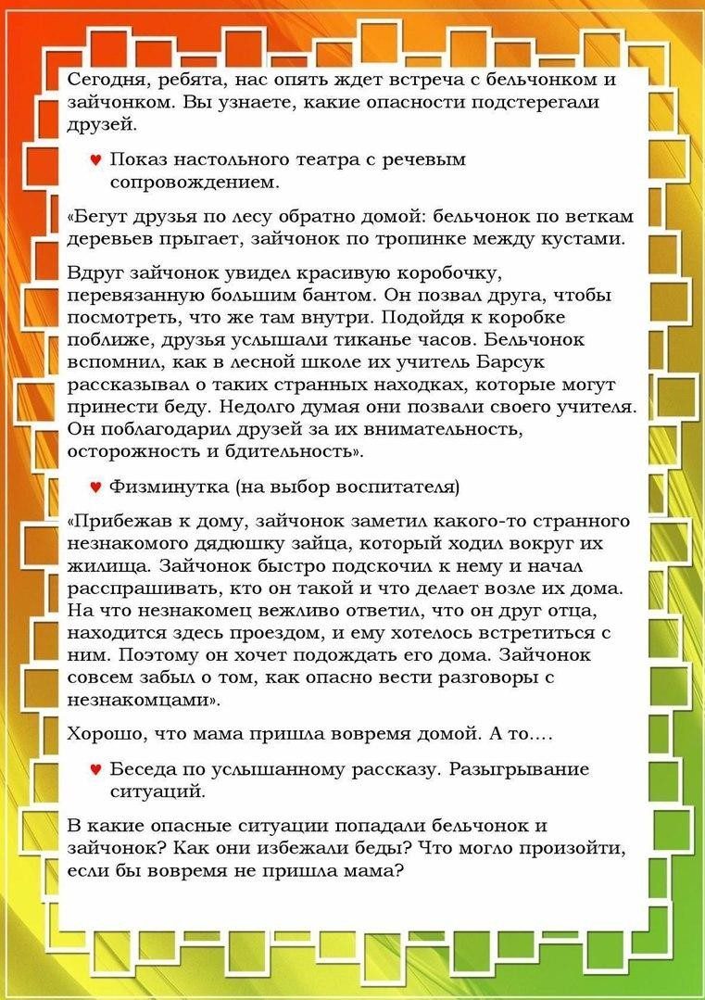 Сегодня, ребята, нас опять ждет встреча с бельчонком и
зайчонком. Вы узнаете, какие опасности подстерегали
друзей.
♥ Показ настольного театра с речевым
сопровождением.
«Бегут друзья по лесу обратно домой: бельчонок по веткам
деревьев прыгает, зайчонок по тропинке между кустами.
Вдруг зайчонок увидел красивую коробочку,
перевязанную большим бантом. Он позвал друга, чтобы
посмотреть, что же там внутри. Подойдя к коробке
поближе, друзья услышали тиканье часов. Бельчонок
вспомнил, как в лесной школе их учитель Барсук
рассказывал о таких странных находках, которые могут
принести беду. Недолго думая они позвали своего учителя.
Он поблагодарил друзей за их внимательность,
осторожность и бдительность».
♥ Физминутка (на выбор воспитателя)
«Прибежав к дому, зайчонок заметил какого-то странного
незнакомого дядюшку зайца, который ходил вокруг их
жилища. Зайчонок быстро подскочил к нему и начал
расспрашивать, кто он такой и что делает возле их дома.
На что незнакомец вежливо ответил, что он друг отца,
находится здесь проездом, и ему хотелось встретиться с
ним. Поэтому он хочет подождать его дома. Зайчонок
совсем забыл о том, как опасно вести разговоры с
незнакомцами».
Хорошо, что мама пришла вовремя домой. А то….
♥ Беседа по услышанному рассказу. Разыгрывание
ситуаций.
В какие опасные ситуации попадали бельчонок и
зайчонок? Как они избежали беды? Что могло произойти,
если бы вовремя не пришла мама?